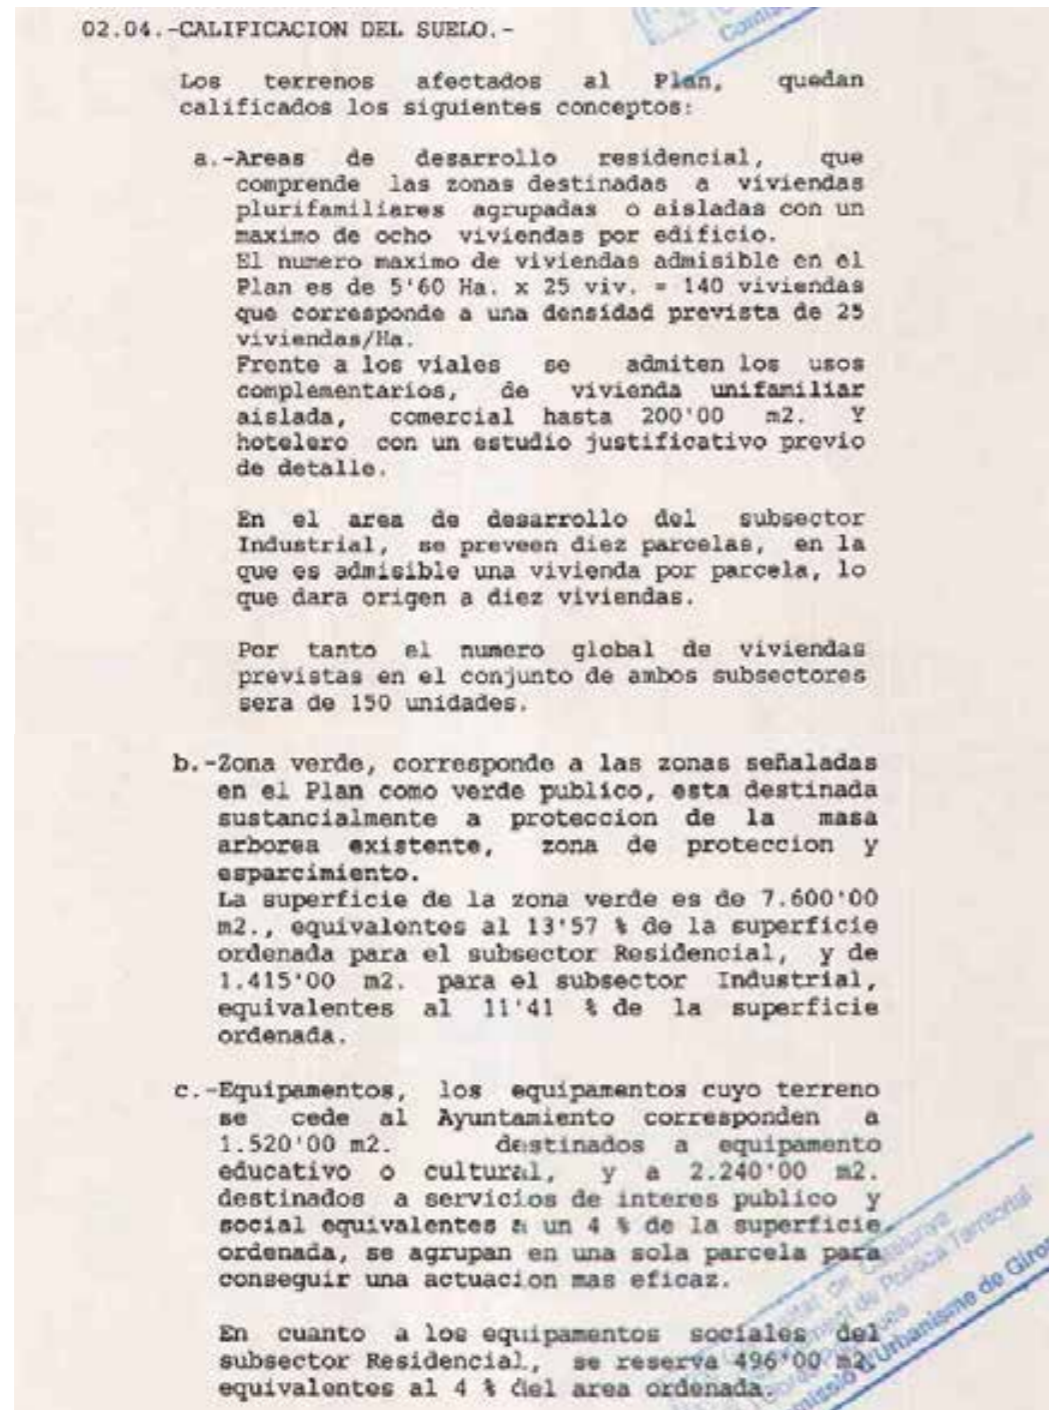 02.04.-CALIFICACION DEL SUELO.-
Los terrenos afectados al Plan, quedan
calificados los siguientes conceptos:
a.-Areas de desarrollo residencial, que
comprende las zonas destinadas a viviendas
plurifamiliares agrupadas o aisladas con un
maximo de ocho viviendas por edificio.
El numero maximo de viviendas admisible en el
Plan es de 5'60 Ha. x 25 viv. = 140 viviendas
que corresponde a una densidad prevista de 25
viviendas/Ha.
Frente a los viales se admiten los usos
complementarios, de vivienda unifamiliar
aislada, comercial hasta 200'00 m2. Y
hotelero con un estudio justificativo previo
de detalle.
En el area de desarrollo del subsector
Industrial, se preveen diez parcelas, en la
que es admisible una vivienda por parcela, lo
que dara origen a diez viviendas.
Por tanto el numero global de viviendas
previstas en el conjunto de ambos subsectores
sera de 150 unidades.
b.-Zona verde, corresponde a las zonas señaladas
en el Plan como verde publico, esta destinada
sustancialmente a proteccion de la masa
arborea existente, zona de proteccion y
esparcimiento.
La superficie de la zona verde es de 7.600'00
m2., equivalentes al 13'57 % de la superficie
ordenada para el subsector Residencial, y de
1.415'00 m2. para el subsector Industrial,
equivalentes al 11'41 % de la superficie
ordenada.
c.-Equipamentos, los equipamentos cuyo terreno
se cede al Ayuntamiento corresponden a
1.520'00 m2. destinados a equipamento
educativo o cultural, y a 2.240'00 m2.
destinados a servicios de interes publico y
social equivalentes a un 4 % de la superficie
ordenada, se agrupan en una sola parcela para
conseguir una actuacion mas eficaz.
En cuanto a los equipamentos sociales del
subsector Residencial, se reserva 496'00 m2
equivalentes al 4 % del area ordenada.
de Política Territorial
d'Urbanisme de Giro